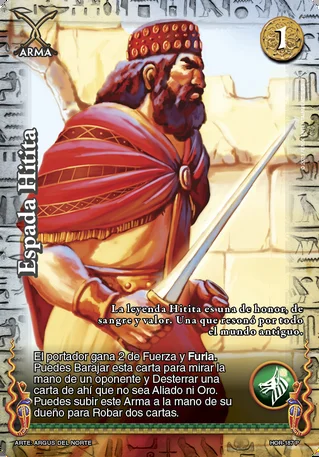 ARMA
1
Espada Hitita
La leyenda Hitita es una de honor, de
sangre y valor. Una que resonó por todo
el mundo antiguo.
El portador gana 2 de Fuerza y Furia.
Puedes Barajar esta carta para mirar la
mano de un oponente y Desterrar una
carta de ahí que no sea Aliado ni Oro.
Puedes subir este Arma a la mano de su
dueño para Robar dos cartas.
ARTE: ARGUS DEL NORTE
HOR-187 P